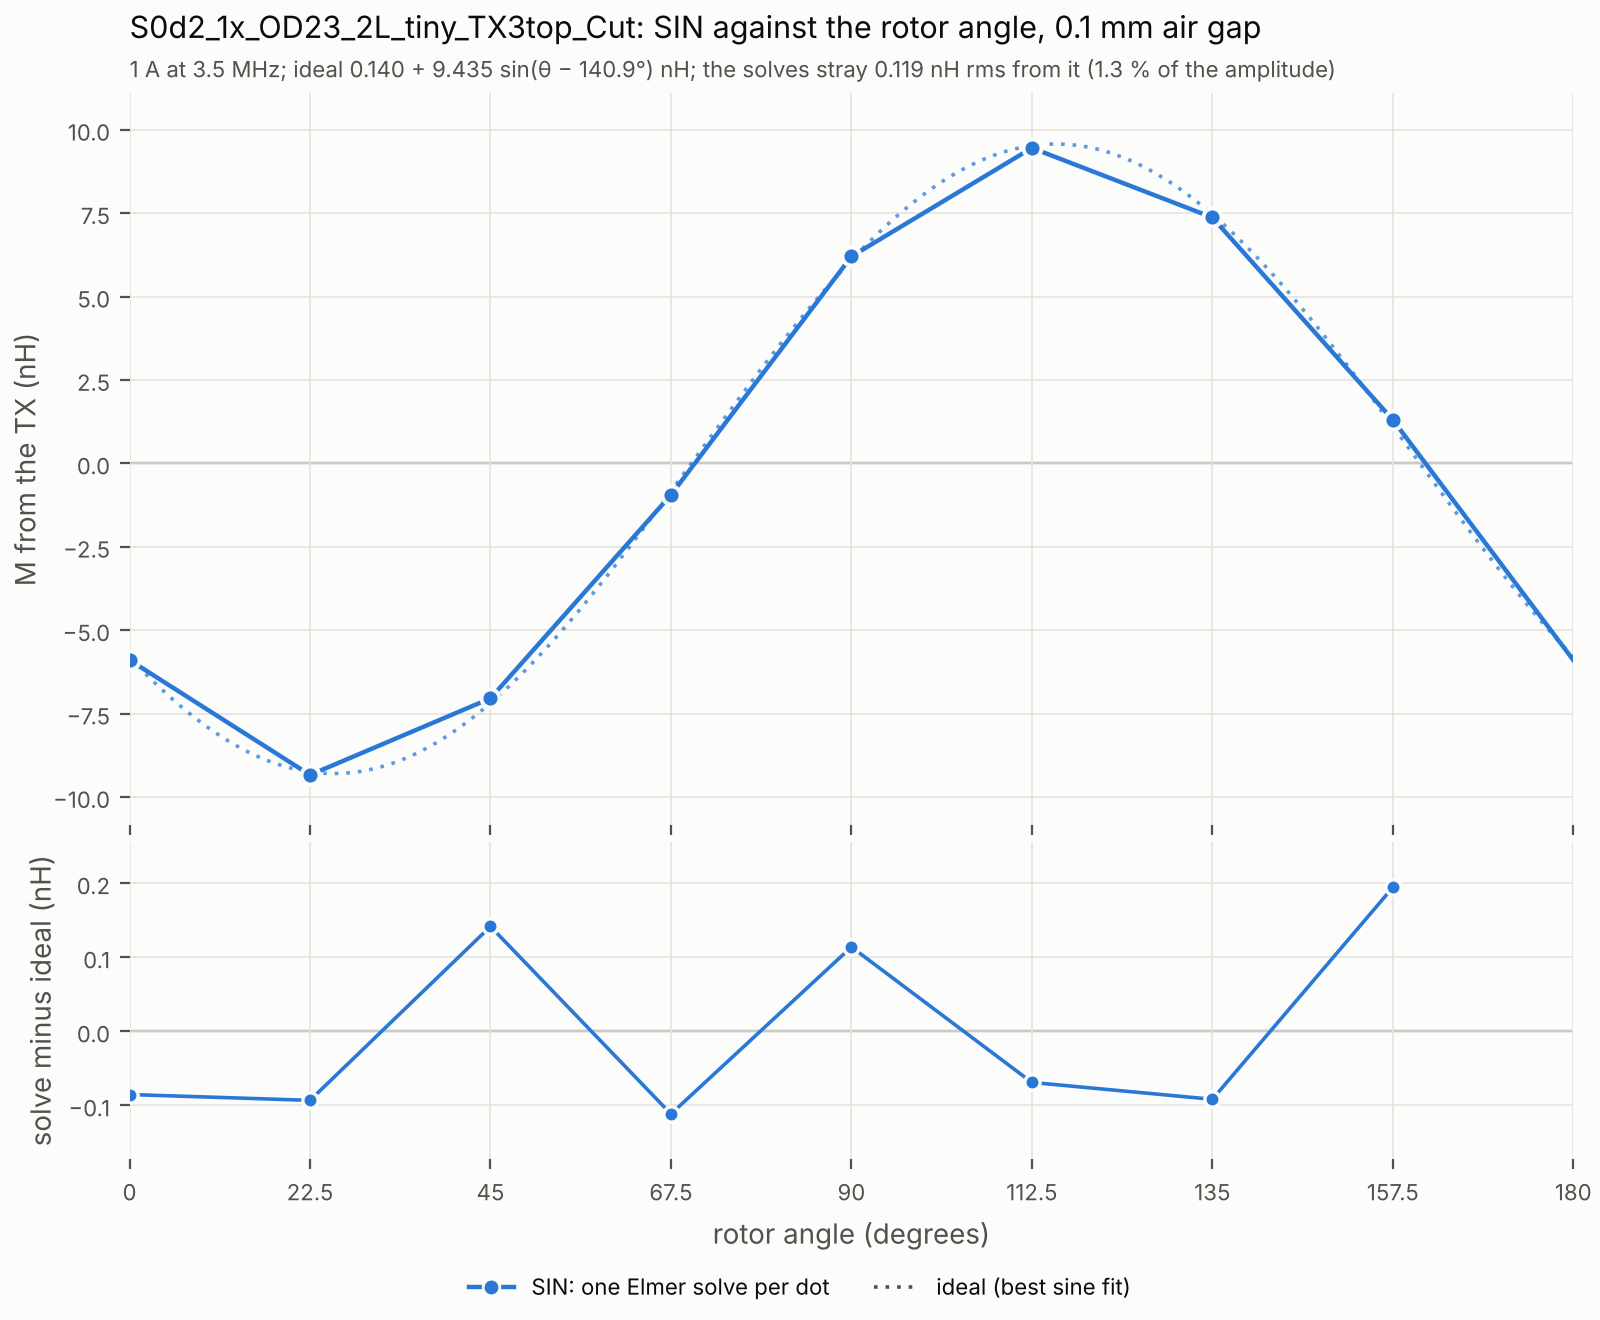 S0d2_1x_OD23_2L_tiny_TX3top_Cut: SIN against the rotor angle, 0.1 mm air gap
1 A at 3.5 MHz; ideal 0.140 + 9.435 sin(θ − 140.9°) nH; the solves stray 0.119 nH rms from it (1.3 % of the amplitude)
M from the TX (nH)
10.0
7.5
5.0
2.5
0.0
−2.5
−5.0
−7.5
−10.0
solve minus ideal (nH)
0.2
0.1
0.0
−0.1
0 22.5 45 67.5 90 112.5 135 157.5 180
rotor angle (degrees)
SIN: one Elmer solve per dot ideal (best sine fit)